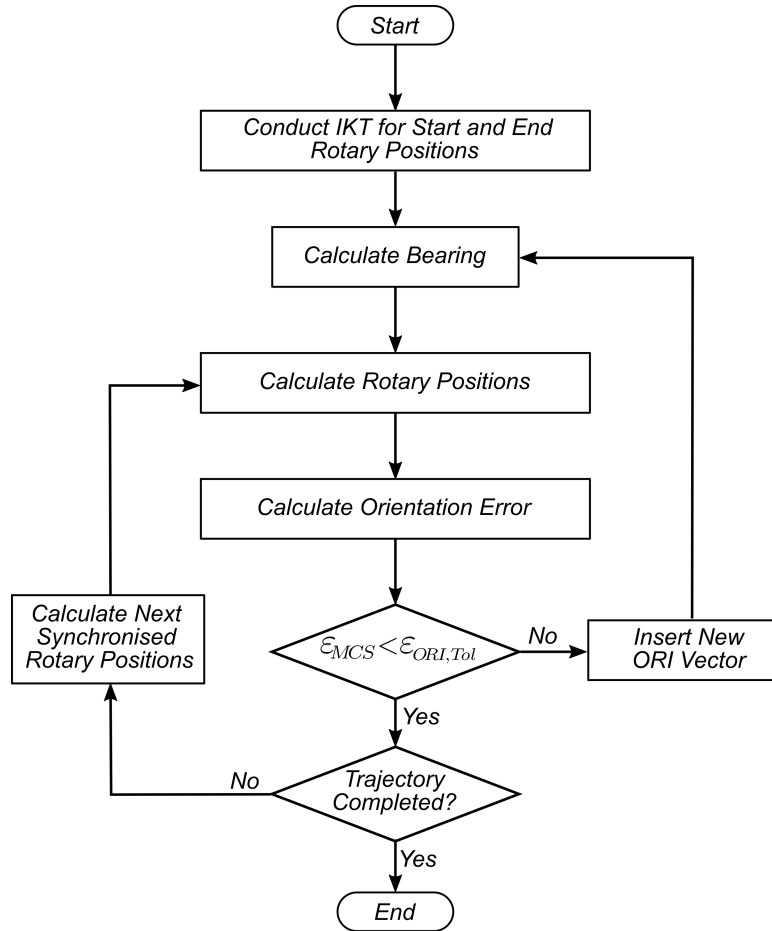 Start
Conduct IKT for Start and End
Rotary Positions
Calculate Bearing
Calculate Rotary Positions
Calculate Orientation Error
Calculate Next
Synchronised
Rotary Positions
ε_MCS < ε_ORI,Tol
No
Insert New
ORI Vector
Yes
No
Trajectory
Completed?
Yes
End